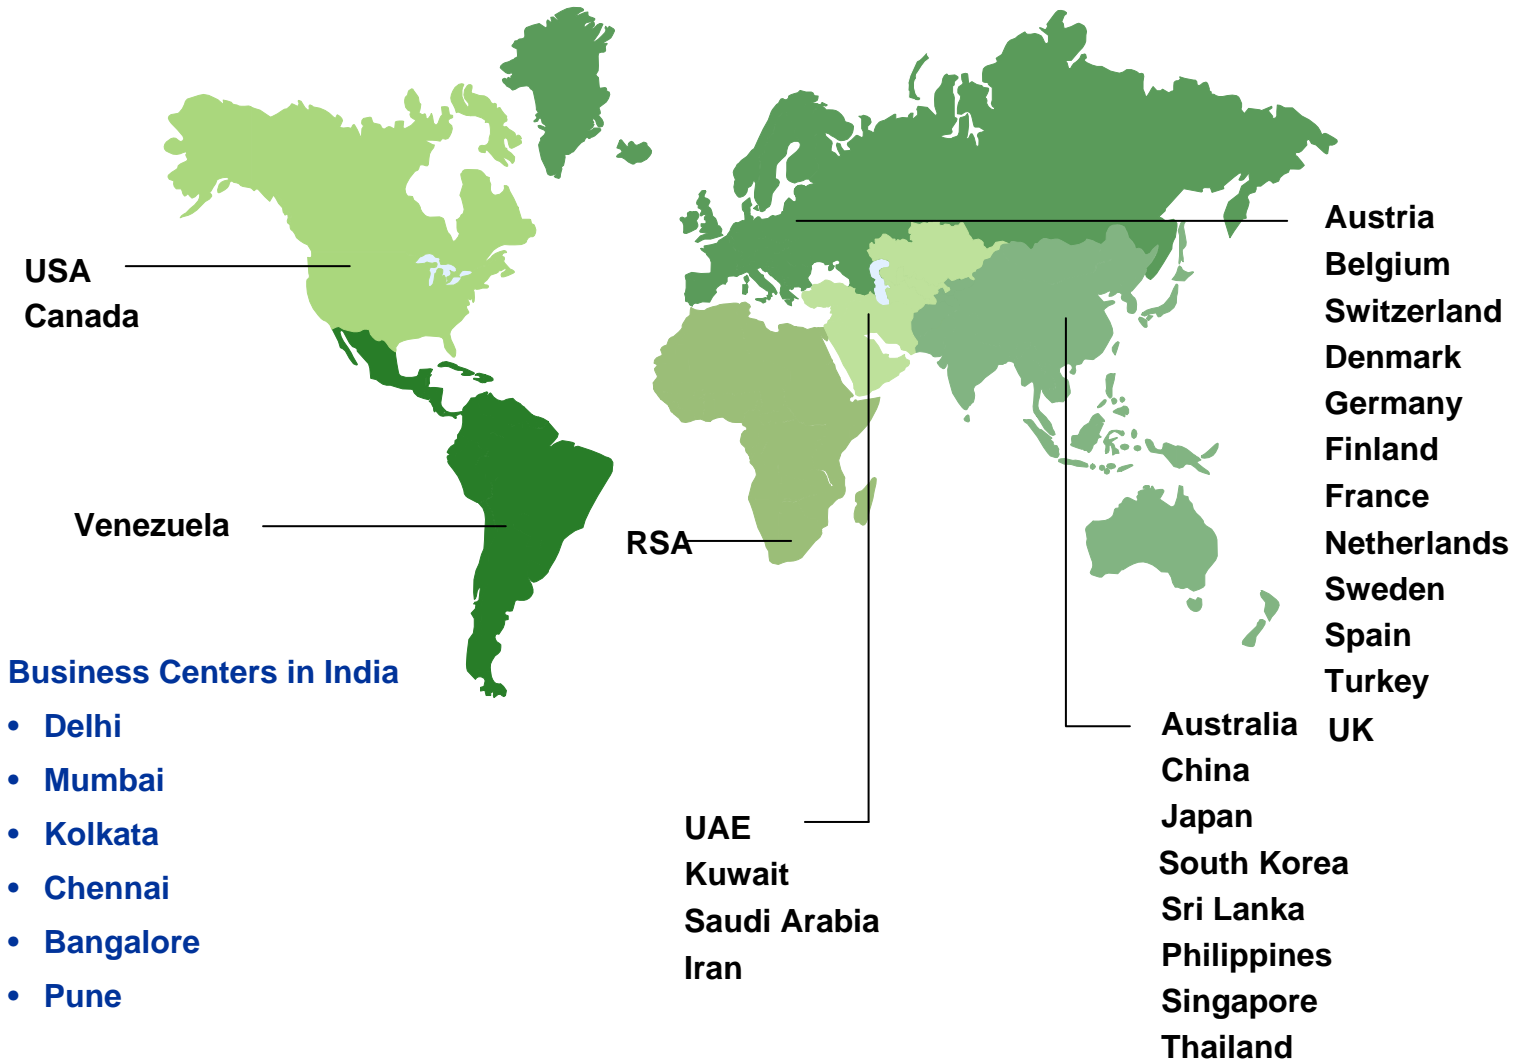 USA
Canada
Venezuela
RSA
Austria
Belgium
Switzerland
Denmark
Germany
Finland
France
Netherlands
Sweden
Spain
Turkey
UK
Australia
China
Japan
South Korea
Sri Lanka
Philippines
Singapore
Thailand
UAE
Kuwait
Saudi Arabia
Iran
Business Centers in India
• Delhi
• Mumbai
• Kolkata
• Chennai
• Bangalore
• Pune